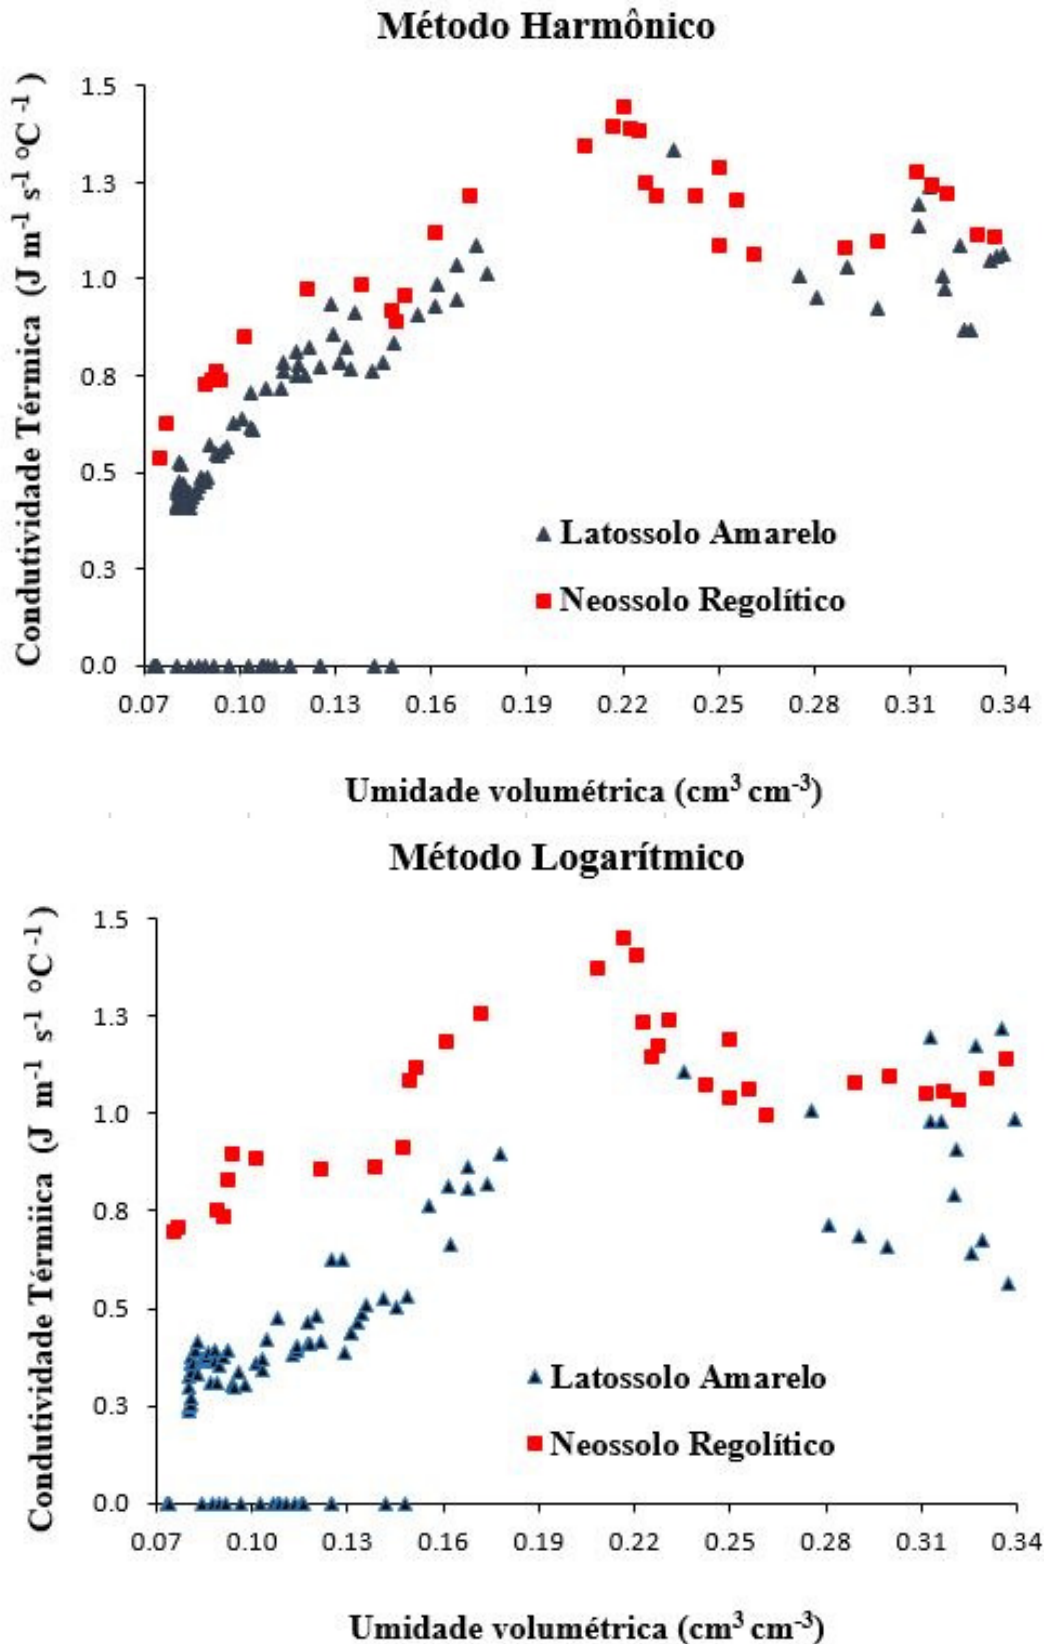 Método Harmônico
Condutividade Térmica (J m⁻¹ s⁻¹ °C⁻¹)
1.5
1.3
1.0
0.8
0.5
0.3
0.0
Latossolo Amarelo
Neossolo Regolítico
0.07 0.10 0.13 0.16 0.19 0.22 0.25 0.28 0.31 0.34
Umidade volumétrica (cm³ cm⁻³)
Método Logarítmico
Condutividade Térmiica (J m⁻¹ s⁻¹ °C⁻¹)
1.5
1.3
1.0
0.8
0.5
0.3
0.0
Latossolo Amarelo
Neossolo Regolítico
0.07 0.10 0.13 0.16 0.19 0.22 0.25 0.28 0.31 0.34
Umidade volumétrica (cm³ cm⁻³)